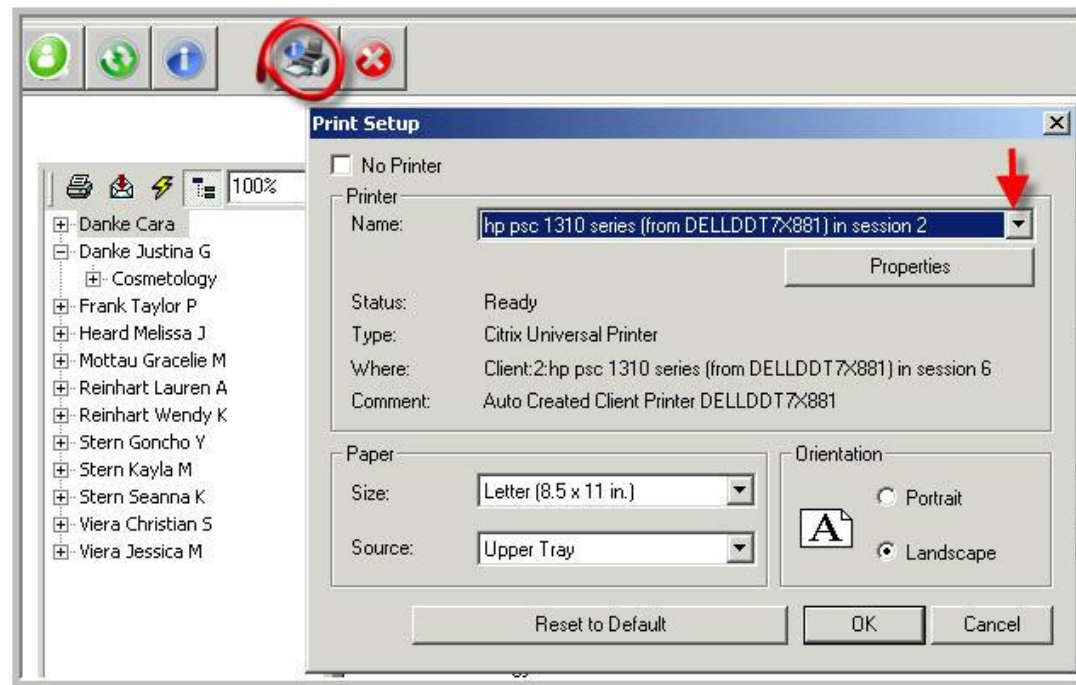 Print Setup
No Printer
100%
Printer
Danke Cara
Danke Justina G
Cosmetology
Frank Taylor P
Heard Melissa J
Mottau Gracelie M
Reinhart Lauren A
Reinhart Wendy K
Stern Goncho Y
Stern Kayla M
Stern Seanna K
Viera Christian S
Viera Jessica M
Name: hp psc 1310 series (from DELLDDT7X881) in session 2
Properties
Status: Ready
Type: Citrix Universal Printer
Where: Client:2:hp psc 1310 series (from DELLDDT7X881) in session 6
Comment: Auto Created Client Printer DELLDDT7X881
Paper
Size: Letter (8.5 x 11 in.)
Source: Upper Tray
Orientation
Portrait
A
Landscape
Reset to Default
OK
Cancel